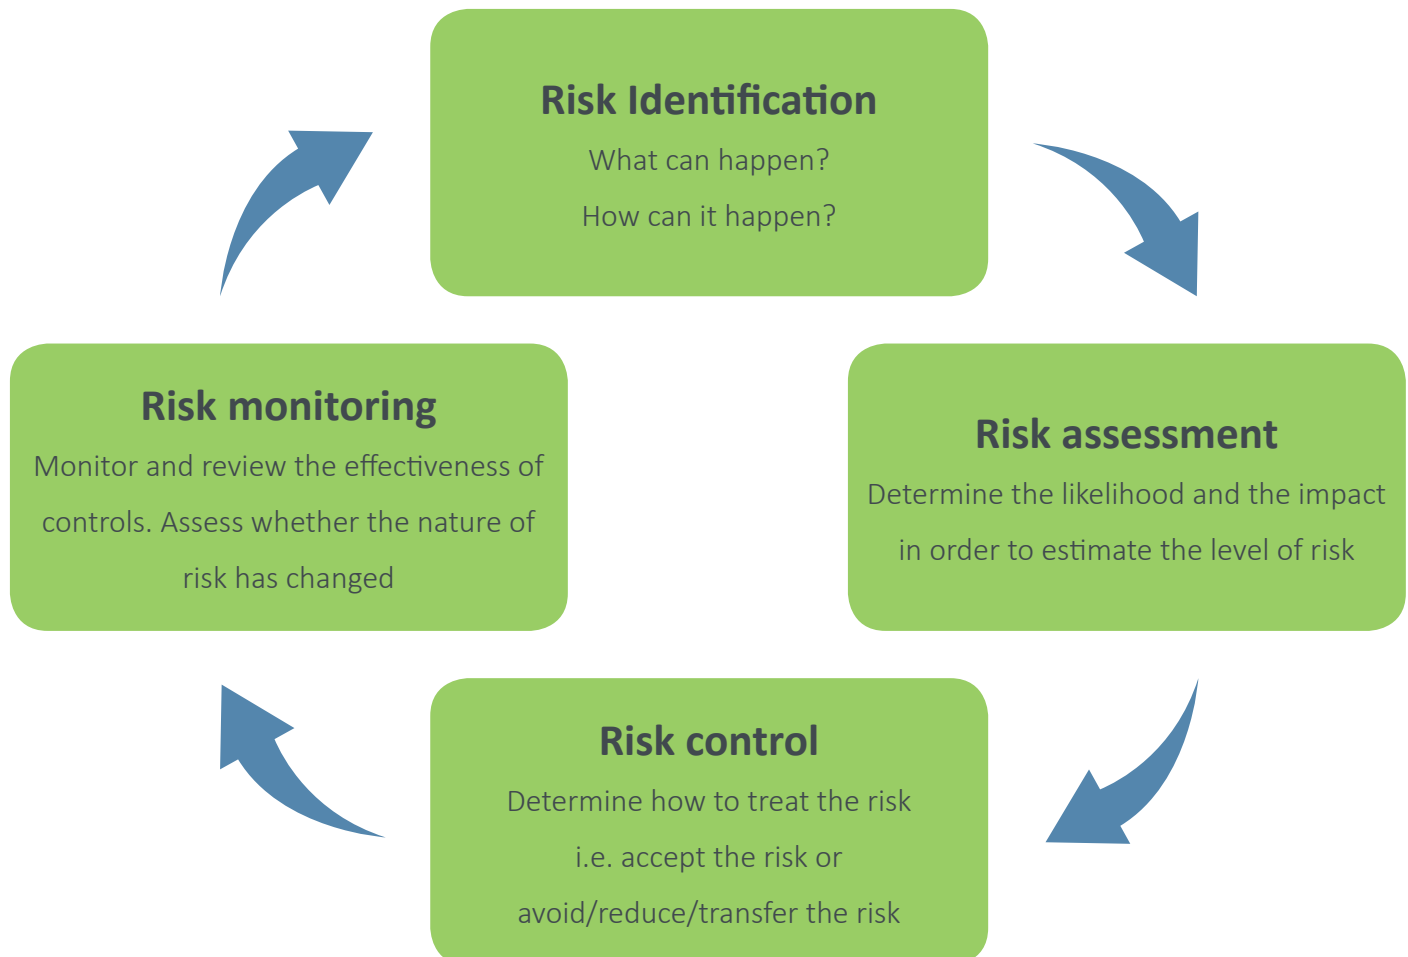 Risk Identification
What can happen?
How can it happen?
Risk monitoring
Monitor and review the effectiveness of
controls. Assess whether the nature of
risk has changed
Risk assessment
Determine the likelihood and the impact
in order to estimate the level of risk
Risk control
Determine how to treat the risk
i.e. accept the risk or
avoid/reduce/transfer the risk